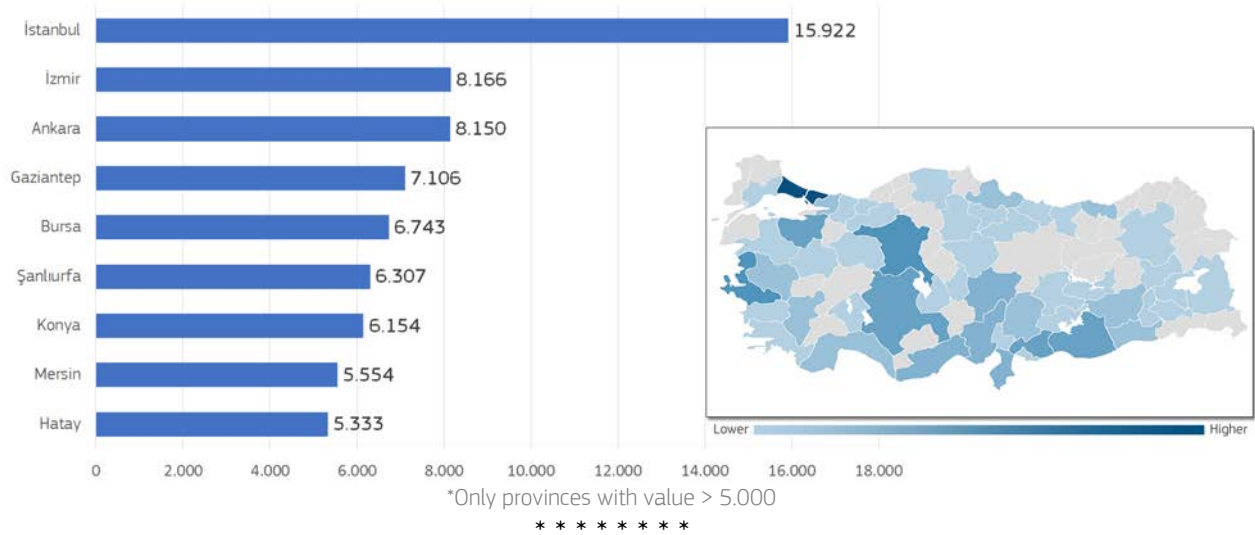 İstanbul 15.922
İzmir 8.166
Ankara 8.150
Gaziantep 7.106
Bursa 6.743
Şanlıurfa 6.307
Konya 6.154
Mersin 5.554
Hatay 5.333
Lower Higher
0 2.000 4.000 6.000 8.000 10.000 12.000 14.000 16.000 18.000
*Only provinces with value > 5.000
* * * * * * * *